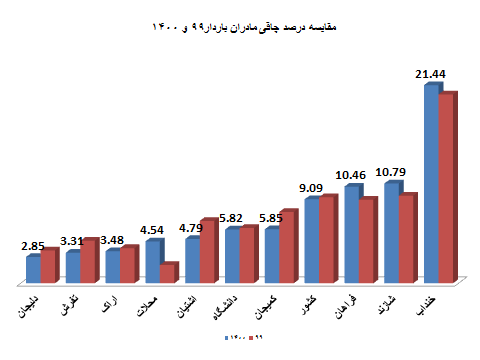 مقایسه درصد چاقی مادران باردار۹۹ و ۱۴۰۰
21.44
10.79
10.46
9.09
5.85
5.82
4.79
4.54
3.48
3.31
2.85
دلیجان
تفرش
اراک
محلات
اشتیان
دانشگاه
کمیجان
کشور
فراهان
شازند
خنداب
۱۴۰۰
۹۹